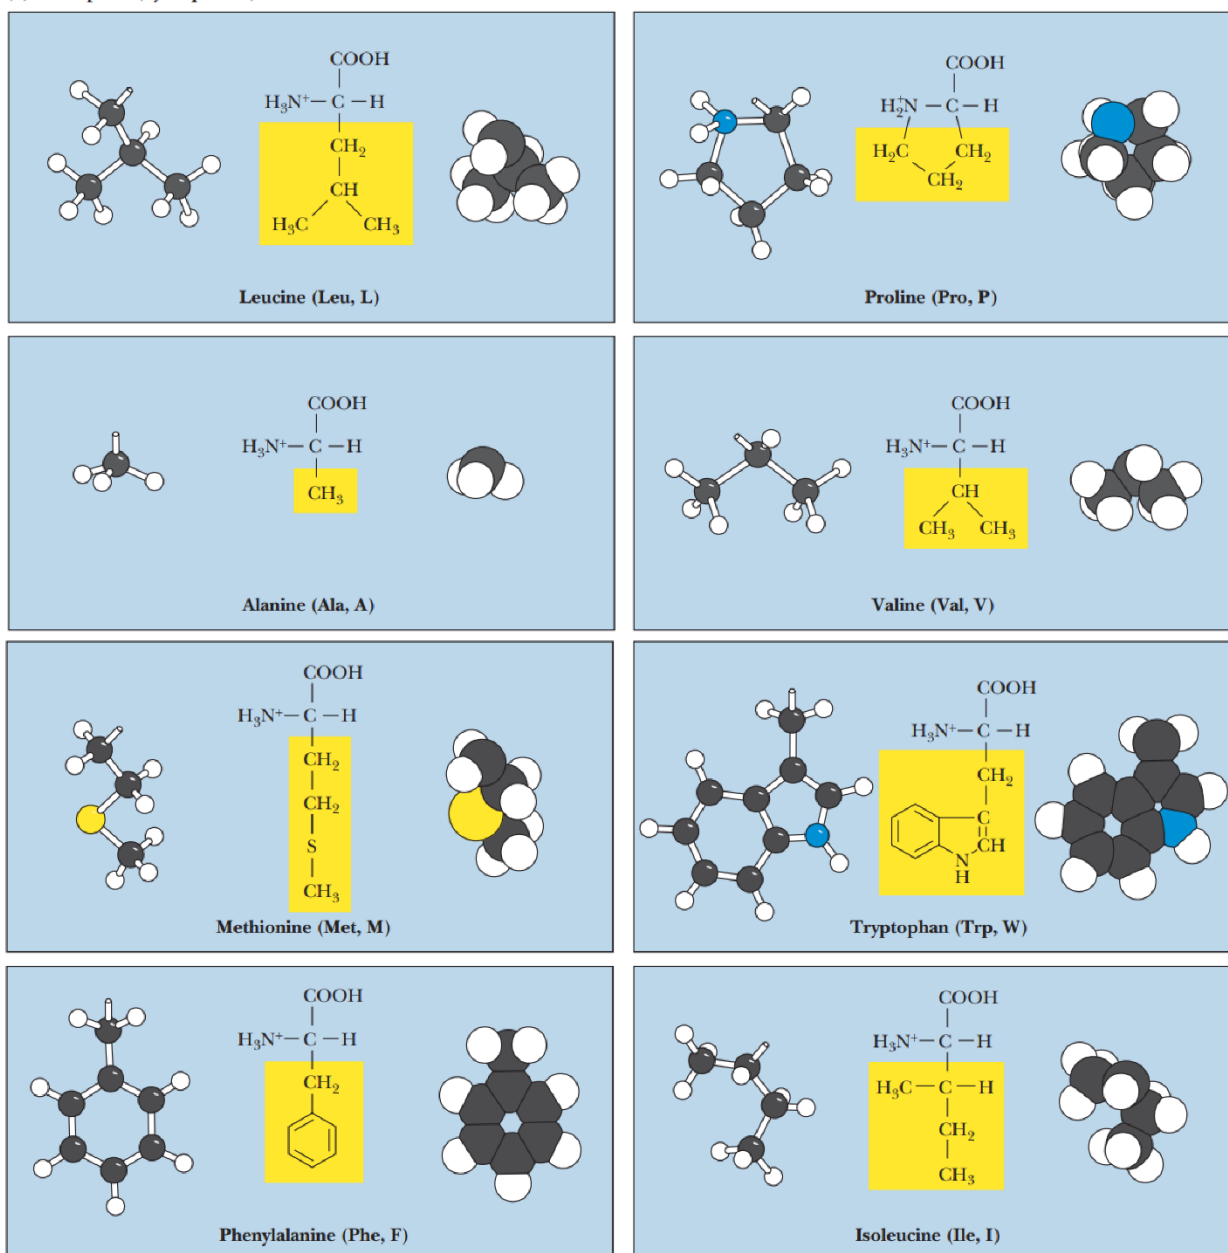 COOH
H₃N⁺—C—H
CH₂
CH
H₃C CH₃
Leucine (Leu, L)
COOH
H₂N⁺—C—H
H₂C CH₂
CH₂
Proline (Pro, P)
COOH
H₃N⁺—C—H
CH₃
Alanine (Ala, A)
COOH
H₃N⁺—C—H
CH
CH₃ CH₃
Valine (Val, V)
COOH
H₃N⁺—C—H
CH₂
CH₂
S
CH₃
Methionine (Met, M)
COOH
H₃N⁺—C—H
CH₂
C
CH
N
H
Tryptophan (Trp, W)
COOH
H₃N⁺—C—H
CH₂
Phenylalanine (Phe, F)
COOH
H₃N⁺—C—H
H₃C—C—H
CH₂
CH₃
Isoleucine (Ile, I)